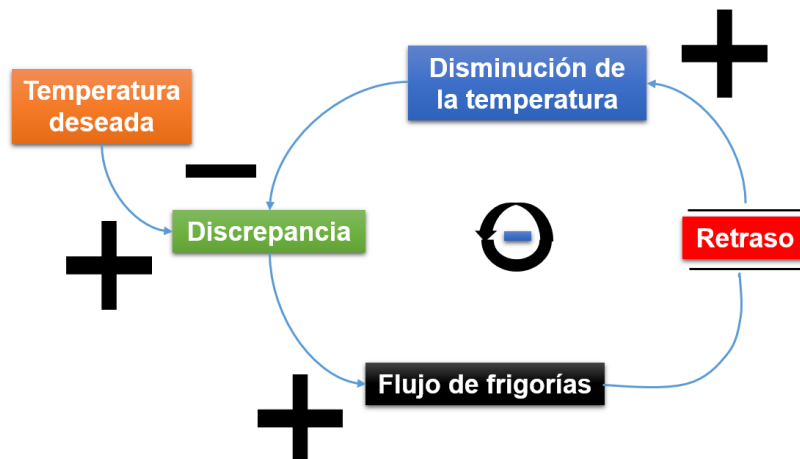 Temperatura
deseada
Disminución de
la temperatura
Discrepancia
Retraso
Flujo de frigorías